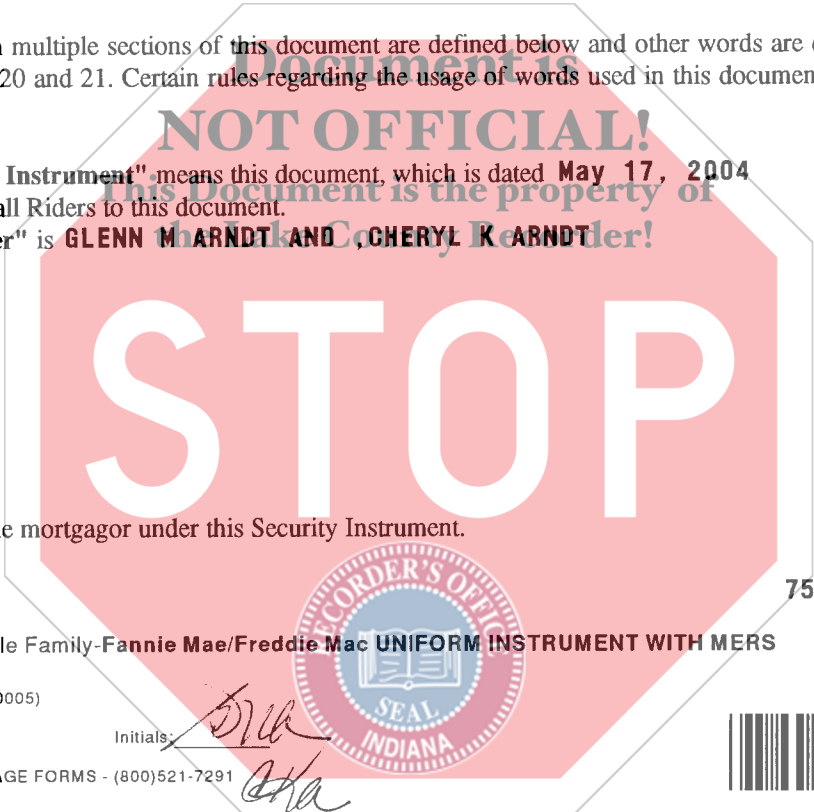 multiple sections of this document are defined below and other words are
Document is
20 and 21. Certain rules regarding the usage of words used in this documen
NOT OFFICIAL!
Instrument" means this document, which is dated May 17, 2004
This Document is the property of
all Riders to this document.
er" is GLENN M ARNDT AND ,CHERYL K ARNDT
the Lake County Recorder!
STOP
e mortgagor under this Security Instrument.
RECORDER'S OFFICE
75
le Family-Fannie Mae/Freddie Mac UNIFORM INSTRUMENT WITH MERS
0005)
SEAL
Initials:
INDIANA
AGE FORMS - (800)521-7291